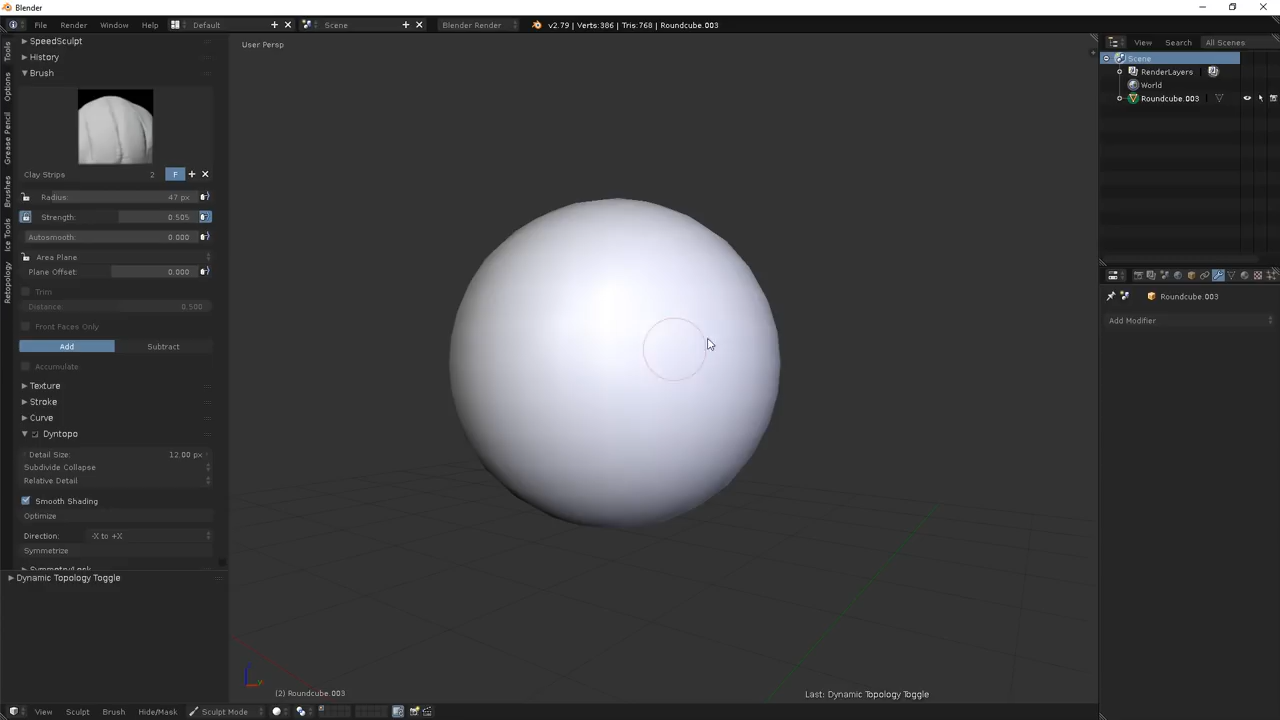 Blender
File Render Window Help Default Scene Blender Render v2.79 | Verts:386 | Tris:768 | Roundcube.003
SpeedSculpt
History
Brush
Clay Strips 2 F
Radius: 47 px
Strength: 0.505
Autosmooth: 0.000
Area Plane
Plane Offset: 0.000
Trim
Distance: 0.500
Front Faces Only
Add Subtract
Accumulate
Texture
Stroke
Curve
Dyntopo
Detail Size: 12.00 px
Subdivide Collapse
Relative Detail
Smooth Shading
Optimize
Direction: -X to +X
Symmetrize
Dynamic Topology Toggle
Tools
Options
Grease Pencil
Brushes
Ice Tools
Retopology
User Persp
(2) Roundcube.003
Last: Dynamic Topology Toggle
View Sculpt Brush Hide/Mask Sculpt Mode
View Search All Scenes
Scene
RenderLayers
World
Roundcube.003
Roundcube.003
Add Modifier